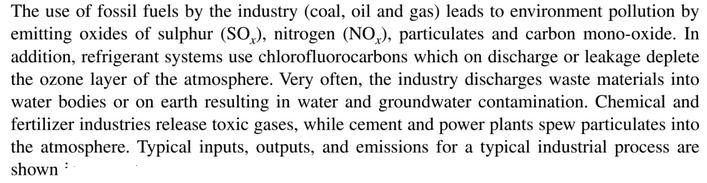 The use of fossil fuels by the industry (coal, oil and gas) leads to environment pollution by
emitting oxides of sulphur (SOₓ), nitrogen (NOₓ), particulates and carbon mono-oxide. In
addition, refrigerant systems use chlorofluorocarbons which on discharge or leakage deplete
the ozone layer of the atmosphere. Very often, the industry discharges waste materials into
water bodies or on earth resulting in water and groundwater contamination. Chemical and
fertilizer industries release toxic gases, while cement and power plants spew particulates into
the atmosphere. Typical inputs, outputs, and emissions for a typical industrial process are
shown :